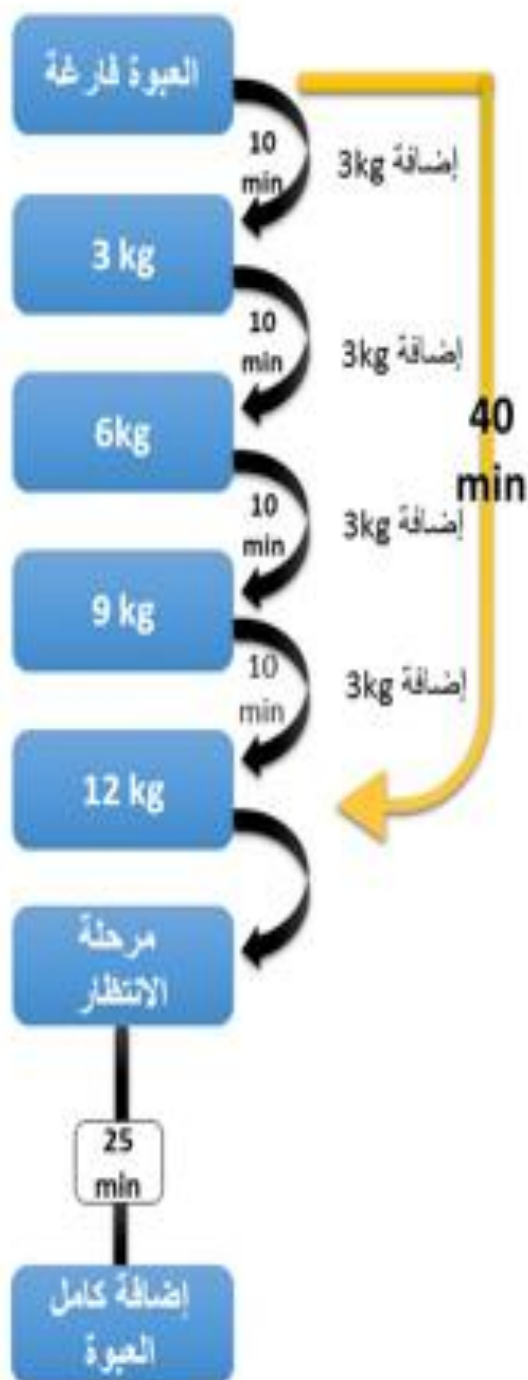 العبوة فارغة
10
min
إضافة 3kg
3 kg
10
min
إضافة 3kg
6kg
40
min
10
min
إضافة 3kg
9 kg
10
min
إضافة 3kg
12 kg
مرحلة
الانتظار
25
min
إضافة كامل
العبوة